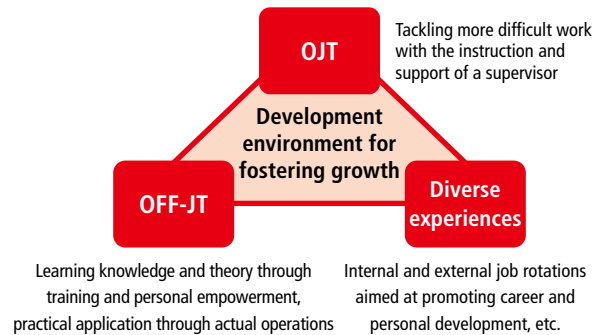 OJT
Tackling more difficult work
with the instruction and
support of a supervisor
Development
environment for
fostering growth
OFF-JT
Diverse
experiences
Learning knowledge and theory through
training and personal empowerment,
practical application through actual operations
Internal and external job rotations
aimed at promoting career and
personal development, etc.